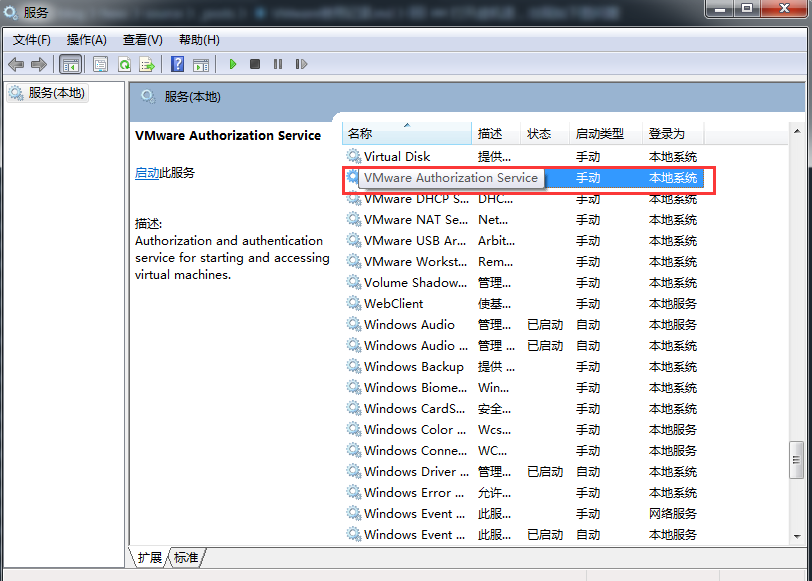 服务
文件(F) 操作(A) 查看(V) 帮助(H)
服务(本地)
服务(本地)
VMware Authorization Service
启动此服务
描述:
Authorization and authentication
service for starting and accessing
virtual machines.
名称 描述 状态 启动类型 登录为
Virtual Disk 提供... 手动 本地系统
VMware Authorization Service 手动 本地系统
VMware DHCP S... DHC... 手动 本地系统
VMware NAT Se... Net... 手动 本地系统
VMware USB Ar... Arbit... 手动 本地系统
VMware Workst... Rem... 手动 本地系统
Volume Shadow... 管理... 手动 本地系统
WebClient 使基... 手动 本地服务
Windows Audio 管理... 已启动 自动 本地服务
Windows Audio ... 管理 ... 已启动 自动 本地系统
Windows Backup 提供 ... 手动 本地系统
Windows Biome... Win... 手动 本地系统
Windows CardS... 安全... 手动 本地系统
Windows Color ... Wcs... 手动 本地服务
Windows Conne... WC... 手动 本地服务
Windows Driver ... 管理... 已启动 自动 本地系统
Windows Error ... 允许... 手动 本地系统
Windows Event ... 此服... 手动 网络服务
Windows Event ... 此服... 已启动 自动 本地服务
扩展 标准